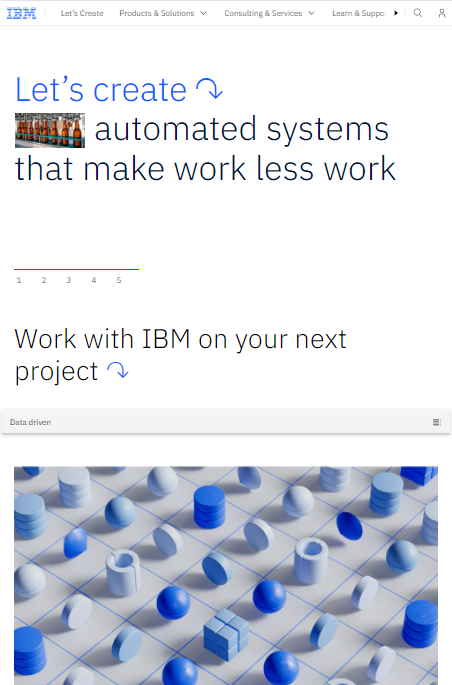 IBM
Let's Create
Products & Solutions
Consulting & Services
Learn & Suppo
Let's create
automated systems
that make work less work
1 2 3 4 5
Work with IBM on your next
project
Data driven